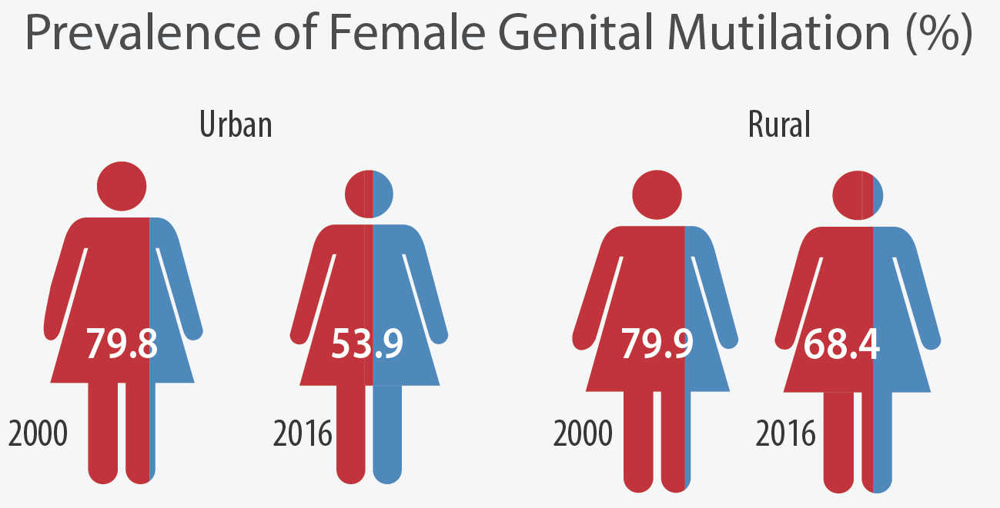 Prevalence of Female Genital Mutilation (%)
Urban
Rural
79.8
53.9
79.9
68.4
2000
2016
2000
2016